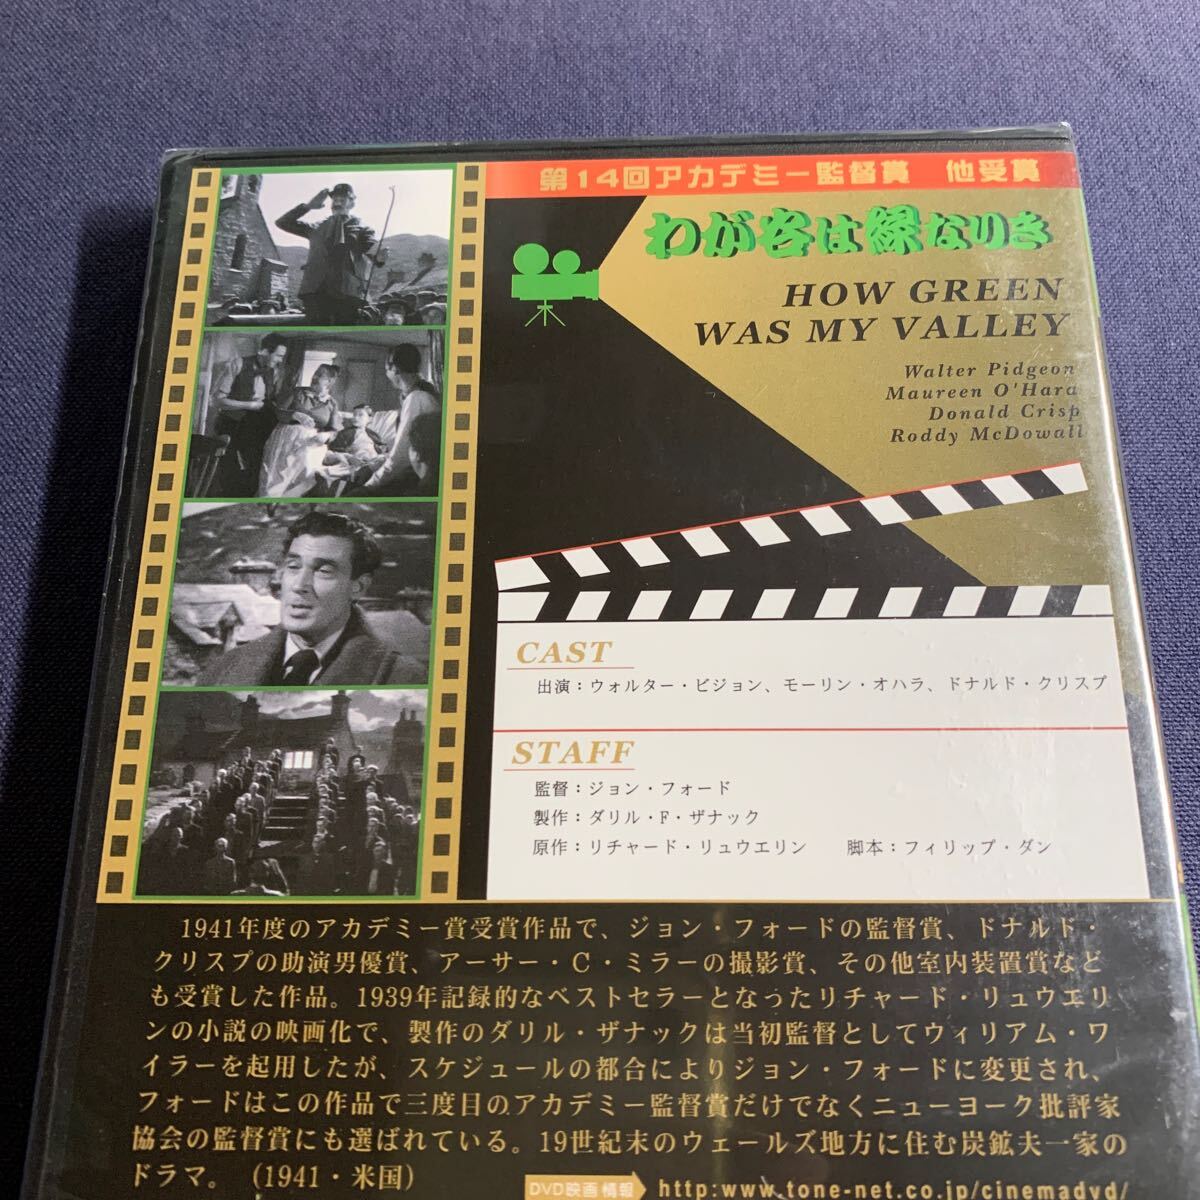 第14回アカデミー監督賞　他受賞
わが谷は緑なりき
HOW GREEN
WAS MY VALLEY
Walter Pidgeon
Maureen O'Hara
Donald Crisp
Roddy McDowall
CAST
出演：ウォルター・ビジョン、モーリン・オハラ、ドナルド・クリスプ
STAFF
監督：ジョン・フォード
製作：ダリル・F・ザナック
原作：リチャード・リュウエリン　　脚本：フィリップ・ダン
1941年度のアカデミー賞受賞作品で、ジョン・フォードの監督賞、ドナルド・
クリスプの助演男優賞、アーサー・C・ミラーの撮影賞、その他室内装置賞など
も受賞した作品。1939年記録的なベストセラーとなったリチャード・リュウエリ
ンの小説の映画化で、製作のダリル・ザナックは当初監督としてウィリアム・ワ
イラーを起用したが、スケジュールの都合によりジョン・フォードに変更され、
フォードはこの作品で三度目のアカデミー監督賞だけでなくニューヨーク批評家
協会の監督賞にも選ばれている。19世紀末のウェールズ地方に住む炭鉱夫一家の
ドラマ。（1941・米国）
DVD映画情報 http:www.tone-net.co.jp/cinemadvd/